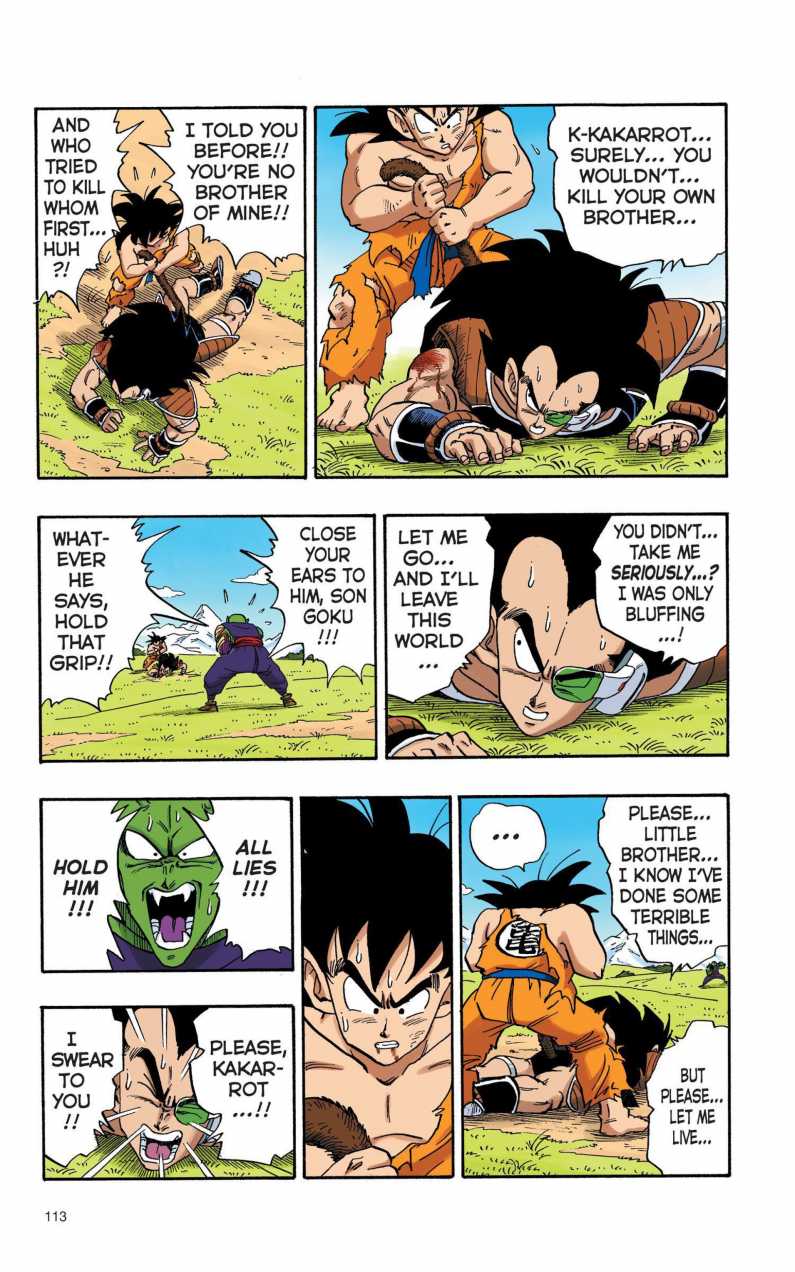 K-KAKARROT...
SURELY... YOU
WOULDN'T...
KILL YOUR OWN
BROTHER...
I TOLD YOU
BEFORE!!
YOU'RE NO
BROTHER
OF MINE!!
AND
WHO
TRIED
TO KILL
WHOM
FIRST...
HUH
?!
YOU DIDN'T...
TAKE ME
SERIOUSLY...?
I WAS ONLY
BLUFFING
...!
LET ME
GO...
AND I'LL
LEAVE
THIS
WORLD
...
CLOSE
YOUR
EARS TO
HIM, SON
GOKU
!!!
WHAT-
EVER
HE
SAYS,
HOLD
THAT
GRIP!!
PLEASE...
LITTLE
BROTHER...
I KNOW I'VE
DONE SOME
TERRIBLE
THINGS...
...
亀
BUT
PLEASE...
LET ME
LIVE...
ALL
LIES
!!!
HOLD
HIM
!!!
PLEASE,
KAKAR-
ROT
...!!
I
SWEAR
TO
YOU
!!
113